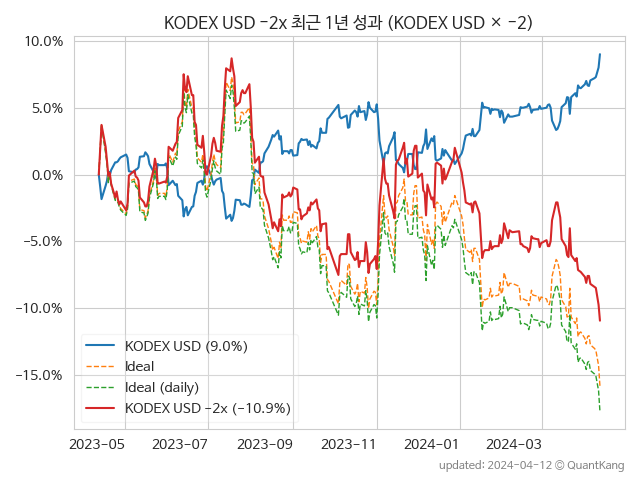 KODEX USD −2x 최근 1년 성과 (KODEX USD × −2)
10.0%
5.0%
0.0%
−5.0%
−10.0%
−15.0%
KODEX USD (9.0%)
Ideal
Ideal (daily)
KODEX USD −2x (−10.9%)
2023-05
2023-07
2023-09
2023-11
2024-01
2024-03
updated: 2024-04-12 © QuantKang